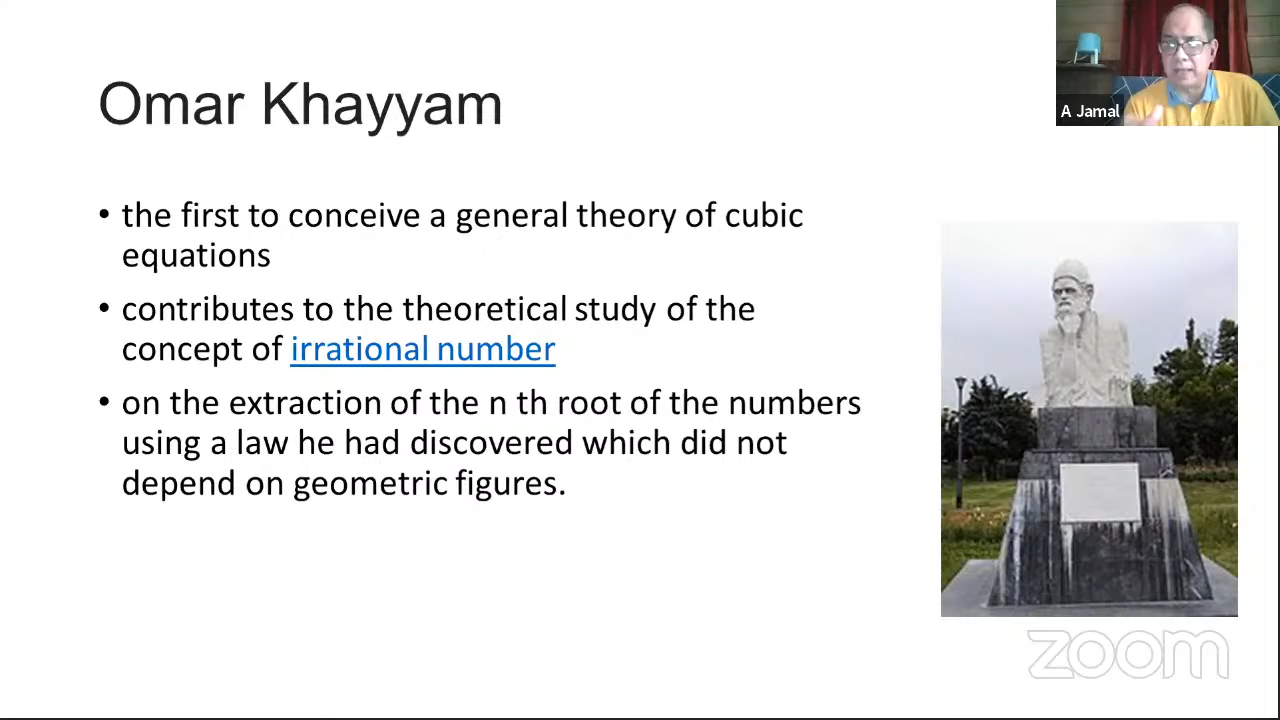 Omar Khayyam
A Jamal
• the first to conceive a general theory of cubic
equations
• contributes to the theoretical study of the
concept of irrational number
• on the extraction of the n th root of the numbers
using a law he had discovered which did not
depend on geometric figures.
zoom